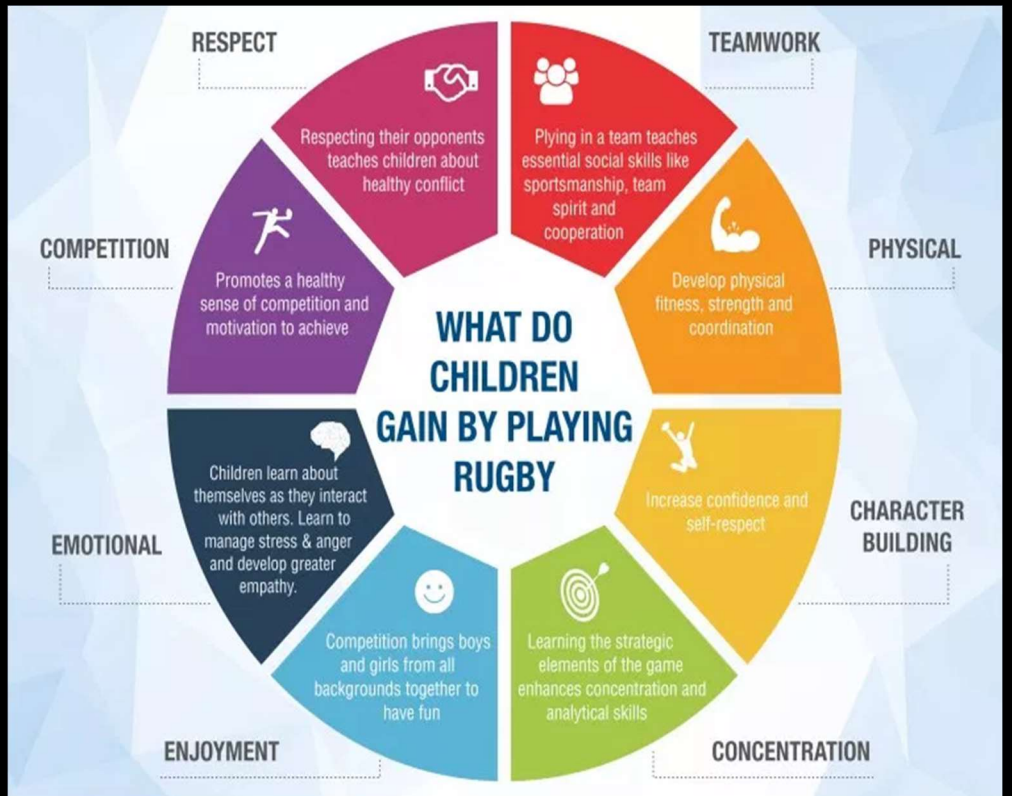 RESPECT
Respecting their opponents
teaches children about
healthy conflict
TEAMWORK
Plying in a team teaches
essential social skills like
sportsmanship, team
spirit and
cooperation
PHYSICAL
Develop physical
fitness, strength and
coordination
CHARACTER
BUILDING
Increase confidence and
self-respect
CONCENTRATION
Learning the strategic
elements of the game
enhances concentration and
analytical skills
ENJOYMENT
Competition brings boys
and girls from all
backgrounds together to
have fun
EMOTIONAL
Children learn about
themselves as they interact
with others. Learn to
manage stress & anger
and develop greater
empathy.
COMPETITION
Promotes a healthy
sense of competition and
motivation to achieve
WHAT DO
CHILDREN
GAIN BY PLAYING
RUGBY